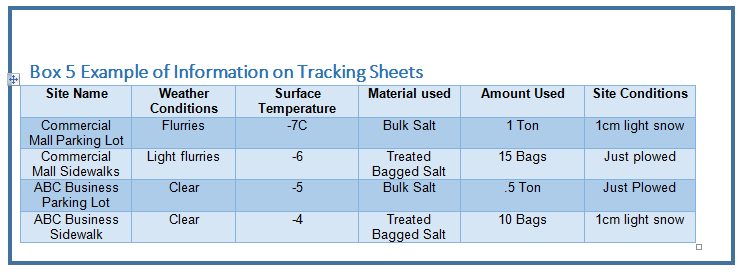 Box 5 Example of Information on Tracking Sheets
Site Name Weather Conditions Surface Temperature Material used Amount Used Site Conditions
Commercial Mall Parking Lot Flurries -7C Bulk Salt 1 Ton 1cm light snow
Commercial Mall Sidewalks Light flurries -6 Treated Bagged Salt 15 Bags Just plowed
ABC Business Parking Lot Clear -5 Bulk Salt .5 Ton Just Plowed
ABC Business Sidewalk Clear -4 Treated Bagged Salt 10 Bags 1cm light snow